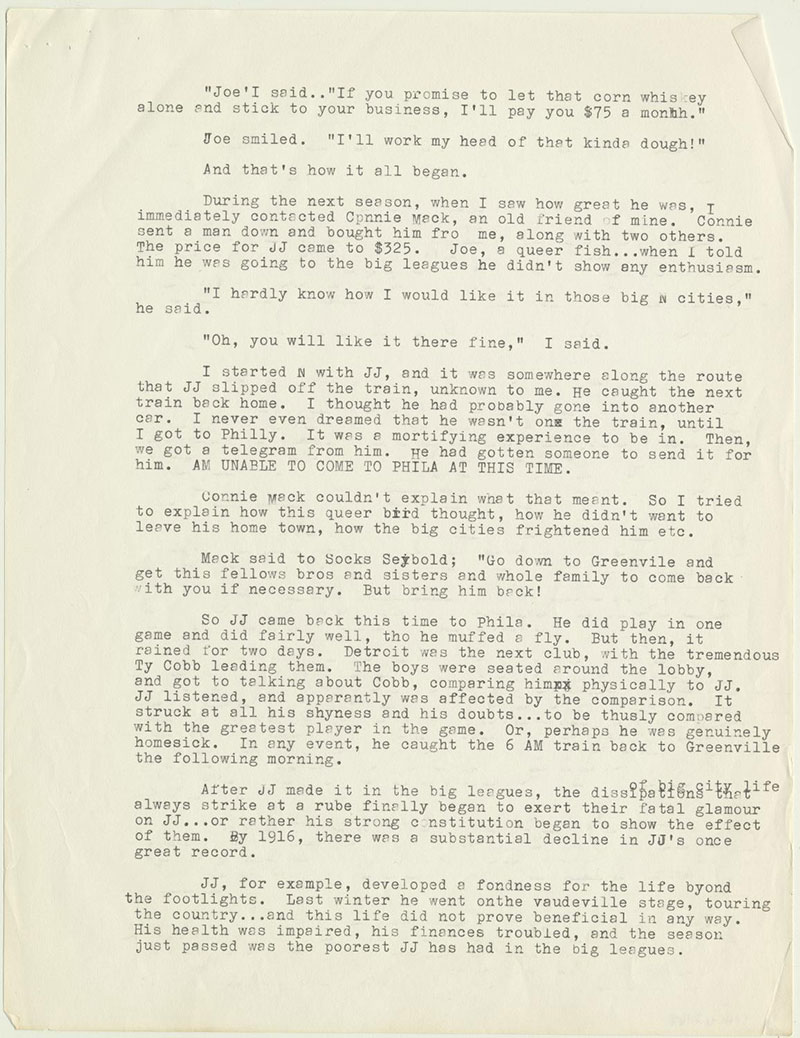 "Joe'I said.."If you promise to let that corn whis ey
alone and stick to your business, I'll pay you $75 a month."
Joe smiled. "I'll work my head of that kinda dough!"
And that's how it all began.
During the next season, when I saw how great he was, I
immediately contacted Connie Mack, an old friend of mine. Connie
sent a man down and bought him fro me, along with two others.
The price for JJ came to $325. Joe, a queer fish...when I told
him he was going to the big leagues he didn't show any enthusiasm.
"I hardly know how I would like it in those big N cities,"
he said.
"Oh, you will like it there fine," I said.
I started N with JJ, and it was somewhere along the route
that JJ slipped off the train, unknown to me. He caught the next
train back home. I thought he had probably gone into another
car. I never even dreamed that he wasn't one the train, until
I got to Philly. It was a mortifying experience to be in. Then,
we got a telegram from him. He had gotten someone to send it for
him. AM UNABLE TO COME TO PHILA AT THIS TIME.
Connie Mack couldn't explain what that meant. So I tried
to explain how this queer bird thought, how he didn't want to
leave his home town, how the big cities frightened him etc.
Mack said to Socks Seybold; "Go down to Greenvile and
get this fellows bros and sisters and whole family to come back
with you if necessary. But bring him back!
So JJ came back this time to Phila. He did play in one
game and did fairly well, tho he muffed a fly. But then, it
rained for two days. Detroit was the next club, with the tremendous
Ty Cobb leading them. The boys were seated around the lobby,
and got to talking about Cobb, comparing him physically to JJ.
JJ listened, and apparantly was affected by the comparison. It
struck at all his shyness and his doubts...to be thusly compared
with the greatest player in the game. Or, perhaps he was genuinely
homesick. In any event, he caught the 6 AM train back to Greenville
the following morning.
After JJ made it in the big leagues, the dissipations that of big city life
always strike at a rube finally began to exert their fatal glamour
on JJ...or rather his strong constitution began to show the effect
of them. By 1916, there was a substantial decline in JJ's once
great record.
JJ, for example, developed a fondness for the life byond
the footlights. Last winter he went onthe vaudeville stage, touring
the country...and this life did not prove beneficial in any way.
His health was impaired, his finances troubled, and the season
just passed was the poorest JJ has had in the big leagues.